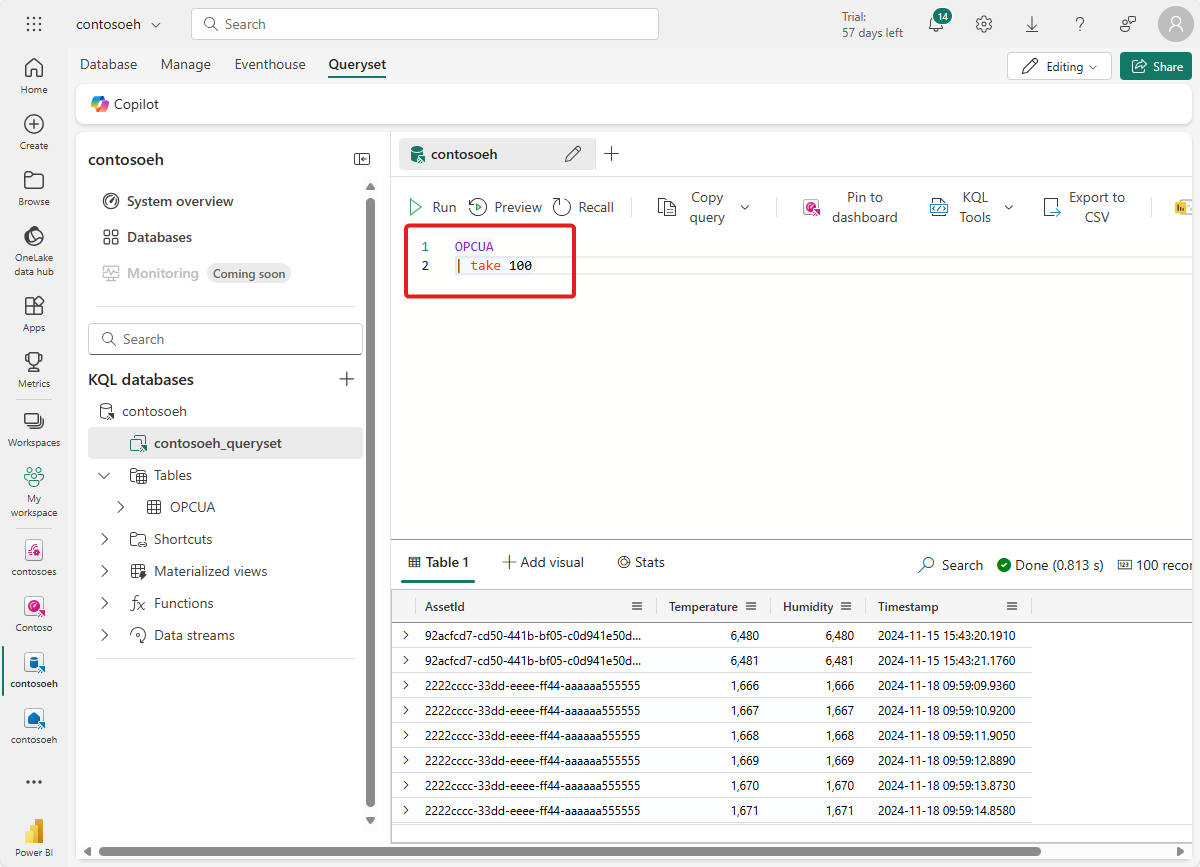 contosoeh
Search
Trial:
57 days left
14
Database
Manage
Eventhouse
Queryset
Editing
Share
Copilot
Home
Create
Browse
OneLake
data hub
Apps
Metrics
Workspaces
My
workspace
contosoes
Contoso
contosoeh
contosoeh
Power BI
contosoeh
System overview
Databases
Monitoring Coming soon
Search
KQL databases
contosoeh
contosoeh_queryset
Tables
OPCUA
Shortcuts
Materialized views
Functions
Data streams
contosoeh
Run
Preview
Recall
Copy
query
Pin to
dashboard
KQL
Tools
Export to
CSV
1 OPCUA
2 | take 100
Table 1
Add visual
Stats
Search
Done (0.813 s)
100 recor
AssetId Temperature Humidity Timestamp
92acfcd7-cd50-441b-bf05-c0d941e50d... 6,480 6,480 2024-11-15 15:43:20.1910
92acfcd7-cd50-441b-bf05-c0d941e50d... 6,481 6,481 2024-11-15 15:43:21.1760
2222cccc-33dd-eeee-ff44-aaaaaa555555 1,666 1,666 2024-11-18 09:59:09.9360
2222cccc-33dd-eeee-ff44-aaaaaa555555 1,667 1,667 2024-11-18 09:59:10.9200
2222cccc-33dd-eeee-ff44-aaaaaa555555 1,668 1,668 2024-11-18 09:59:11.9050
2222cccc-33dd-eeee-ff44-aaaaaa555555 1,669 1,669 2024-11-18 09:59:12.8890
2222cccc-33dd-eeee-ff44-aaaaaa555555 1,670 1,670 2024-11-18 09:59:13.8730
2222cccc-33dd-eeee-ff44-aaaaaa555555 1,671 1,671 2024-11-18 09:59:14.8580